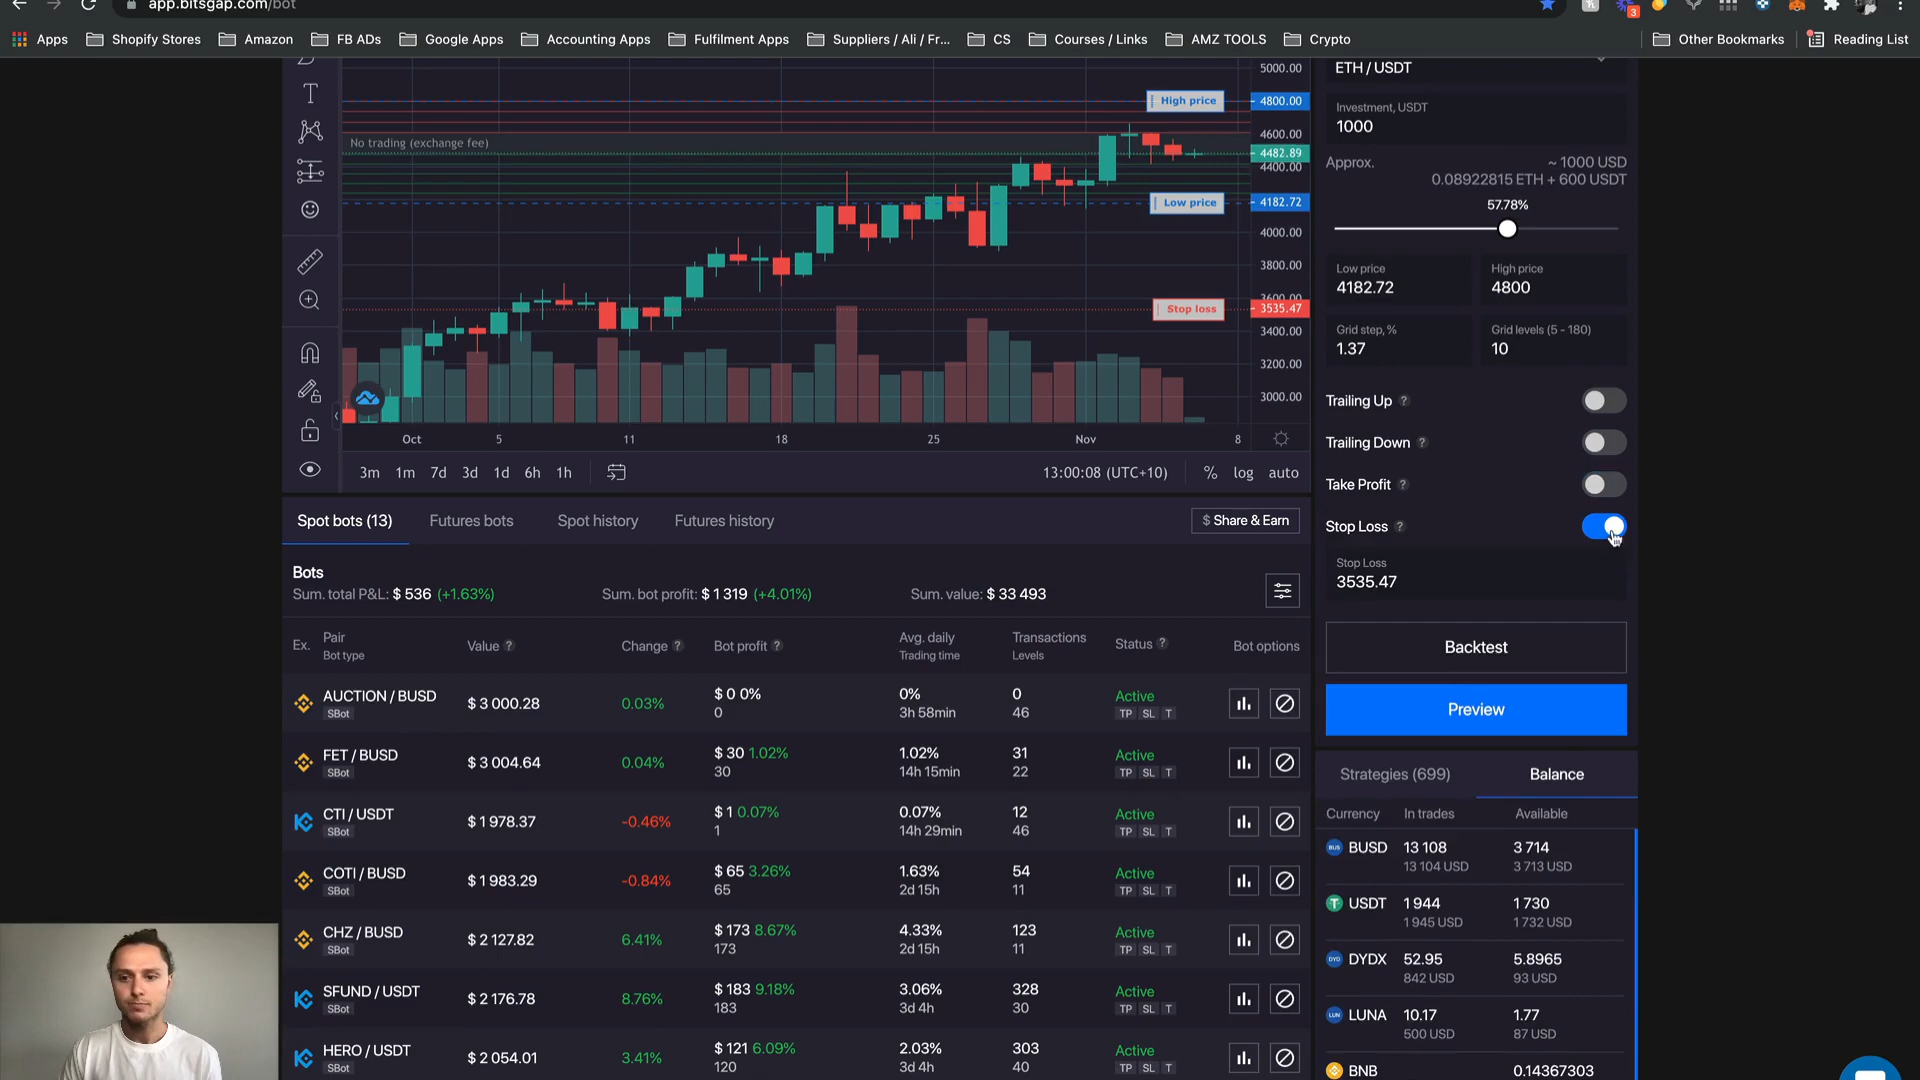 app.bitsgap.com/bot
3
Apps
Shopify Stores
Amazon
FB ADs
Google Apps
Accounting Apps
Fulfilment Apps
Suppliers / Ali / Fr...
CS
Courses / Links
AMZ TOOLS
Crypto
Other Bookmarks
Reading List
No trading (exchange fee)
High price
Low price
Stop loss
5000.00
4800.00
4600.00
4482.89
4400.00
4182.72
4000.00
3800.00
3600.00
3535.47
3400.00
3200.00
3000.00
Oct 5 11 18 25 Nov 8
3m 1m 7d 3d 1d 6h 1h
13:00:08 (UTC+10)
% log auto
ETH / USDT
Investment, USDT
1000
Approx.
~ 1000 USD
0.08922815 ETH + 600 USDT
57.78%
Low price
4182.72
High price
4800
Grid step, %
1.37
Grid levels (5 - 180)
10
Trailing Up ?
Trailing Down ?
Take Profit ?
Stop Loss ?
Stop Loss
3535.47
Backtest
Preview
Spot bots (13)
Futures bots
Spot history
Futures history
$ Share & Earn
Bots
Sum. total P&L: $ 536 (+1.63%)
Sum. bot profit: $ 1 319 (+4.01%)
Sum. value: $ 33 493
Ex.
Pair
Bot type
Value ?
Change ?
Bot profit ?
Avg. daily
Trading time
Transactions
Levels
Status ?
Bot options
AUCTION / BUSD
SBot
$ 3 000.28
0.03%
$ 0 0%
0
0%
3h 58min
0
46
Active
TP SL T
FET / BUSD
SBot
$ 3 004.64
0.04%
$ 30 1.02%
30
1.02%
14h 15min
31
22
Active
TP SL T
CTI / USDT
SBot
$ 1 978.37
-0.46%
$ 1 0.07%
1
0.07%
14h 29min
12
46
Active
TP SL T
COTI / BUSD
SBot
$ 1 983.29
-0.84%
$ 65 3.26%
65
1.63%
2d 15h
54
11
Active
TP SL T
CHZ / BUSD
SBot
$ 2 127.82
6.41%
$ 173 8.67%
173
4.33%
2d 15h
123
11
Active
TP SL T
SFUND / USDT
SBot
$ 2 176.78
8.76%
$ 183 9.18%
183
3.06%
3d 4h
328
30
Active
TP SL T
HERO / USDT
SBot
$ 2 054.01
3.41%
$ 121 6.09%
120
2.03%
3d 4h
303
40
Active
TP SL T
Strategies (699)
Balance
Currency
In trades
Available
BUSD
13 108
13 104 USD
3 714
3 713 USD
USDT
1 944
1 945 USD
1 730
1 732 USD
DYDX
52.95
842 USD
5.8965
93 USD
LUNA
10.17
500 USD
1.77
87 USD
BNB
0.14367303